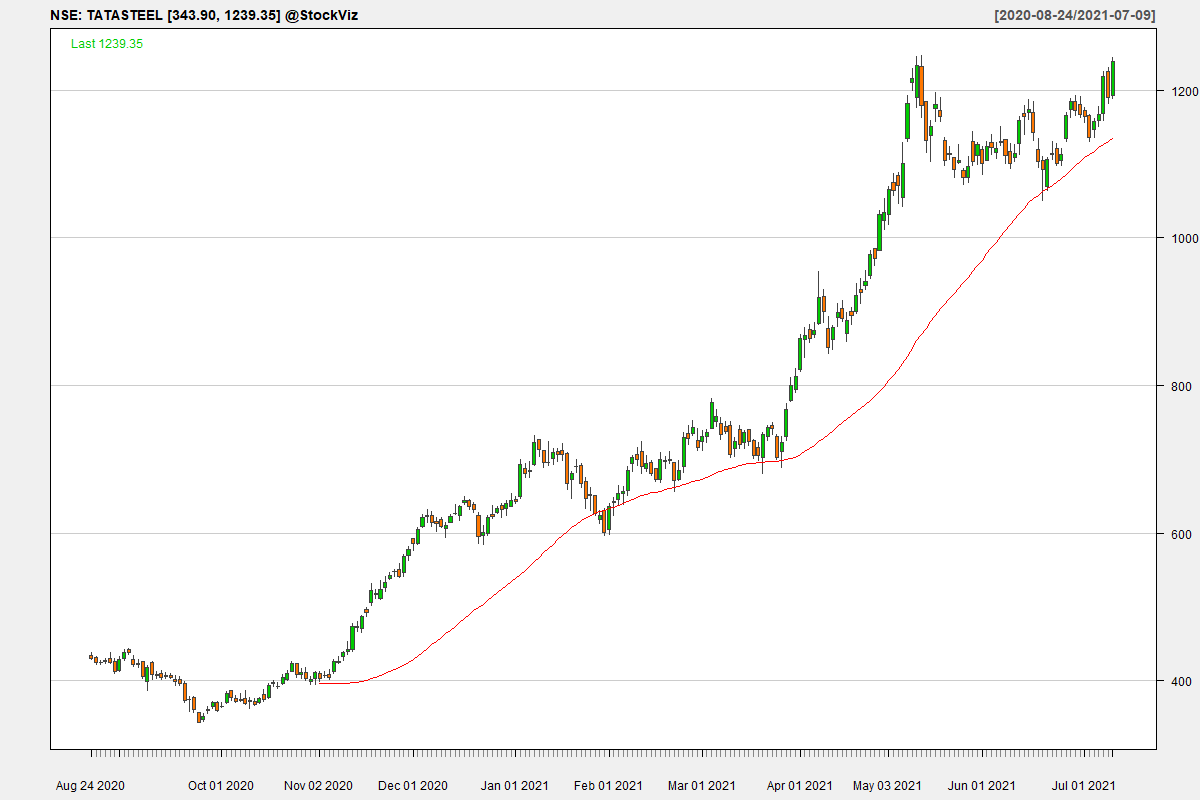 NSE: TATASTEEL [343.90, 1239.35] @StockViz [2020-08-24/2021-07-09]
Last 1239.35
1200
1000
800
600
400
Aug 24 2020 Oct 01 2020 Nov 02 2020 Dec 01 2020 Jan 01 2021 Feb 01 2021 Mar 01 2021 Apr 01 2021 May 03 2021 Jun 01 2021 Jul 01 2021